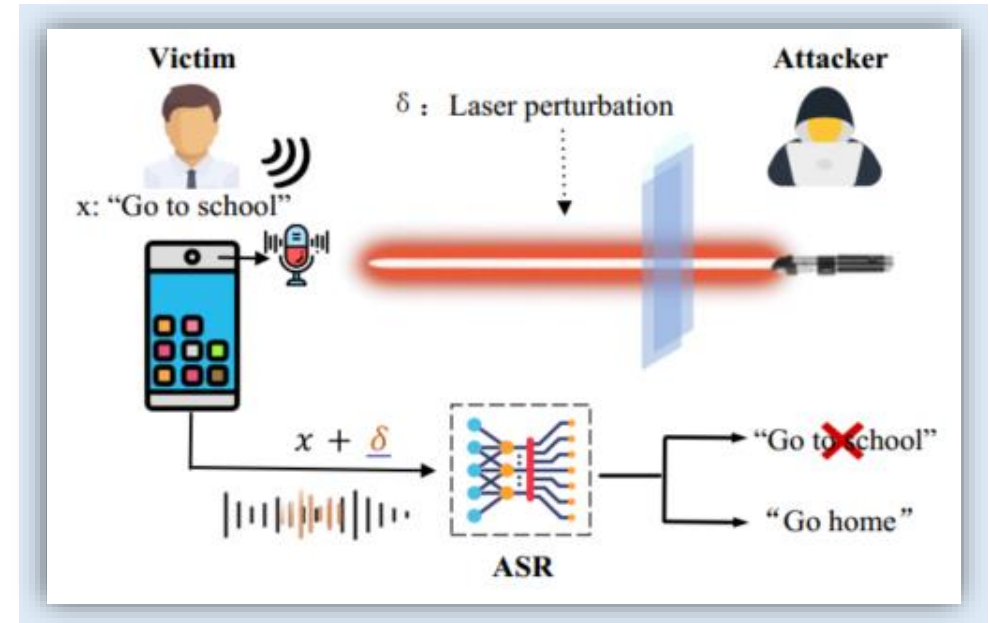 Victim
Attacker
δ： Laser perturbation
x: “Go to school”
x + δ
“Go to school”
“Go home”
ASR